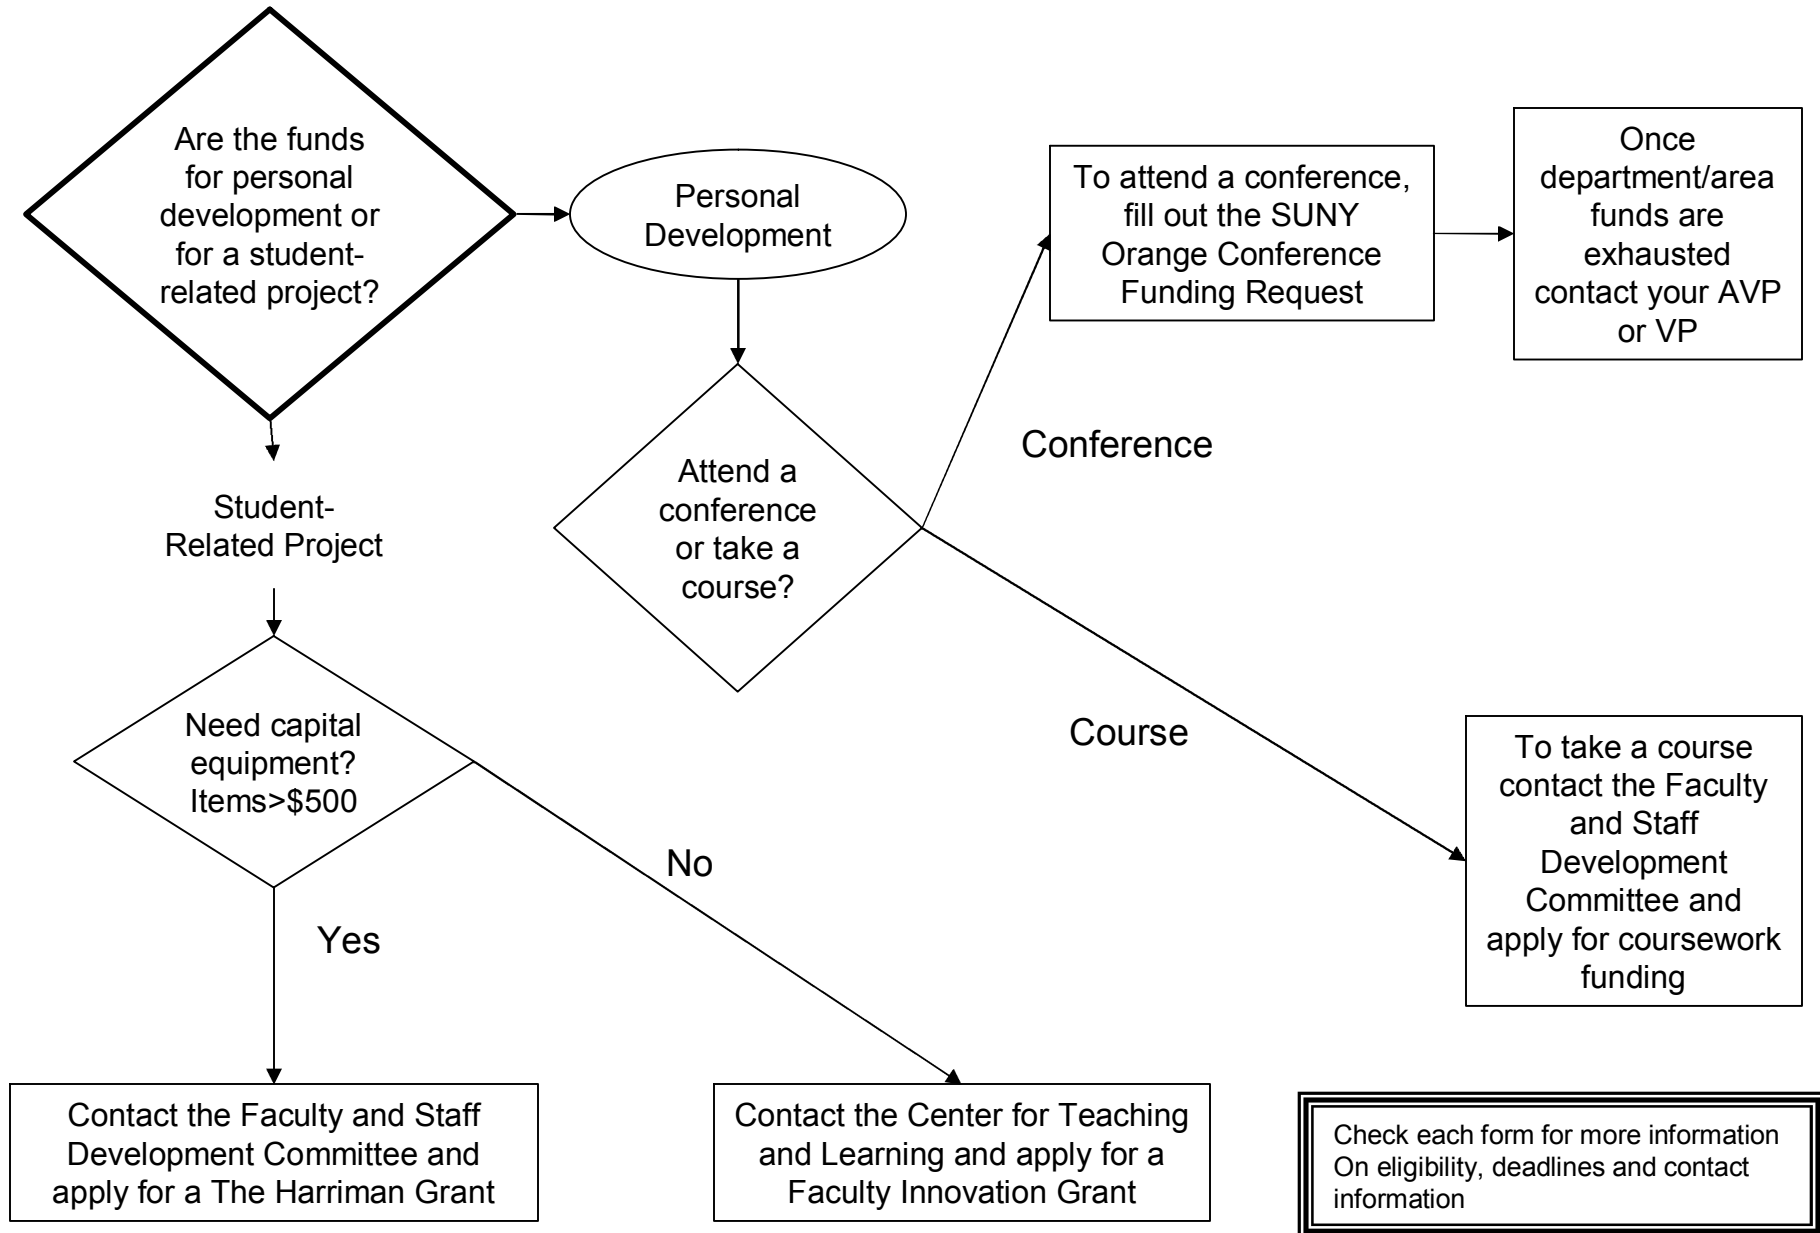 Are the funds
for personal
development or
for a student-
related project?
Personal
Development
To attend a conference,
fill out the SUNY
Orange Conference
Funding Request
Once
department/area
funds are
exhausted
contact your AVP
or VP
Conference
Attend a
conference
or take a
course?
Student-
Related Project
Course
Need capital
equipment?
Items>$500
To take a course
contact the Faculty
and Staff
Development
Committee and
apply for coursework
funding
No
Yes
Contact the Faculty and Staff
Development Committee and
apply for a The Harriman Grant
Contact the Center for Teaching
and Learning and apply for a
Faculty Innovation Grant
Check each form for more information
On eligibility, deadlines and contact
information